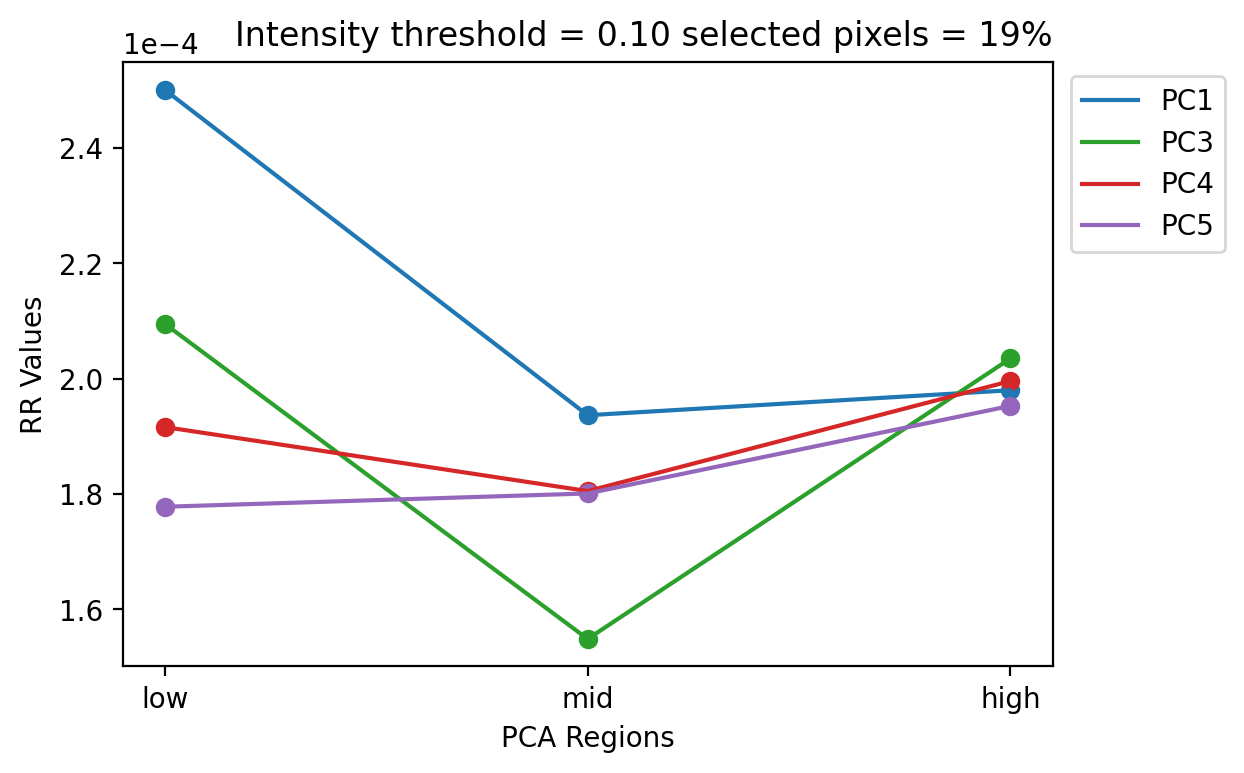 Intensity threshold = 0.10 selected pixels = 19%
1e−4
2.4
2.2
2.0
1.8
1.6
RR Values
low
mid
high
PCA Regions
PC1
PC3
PC4
PC5